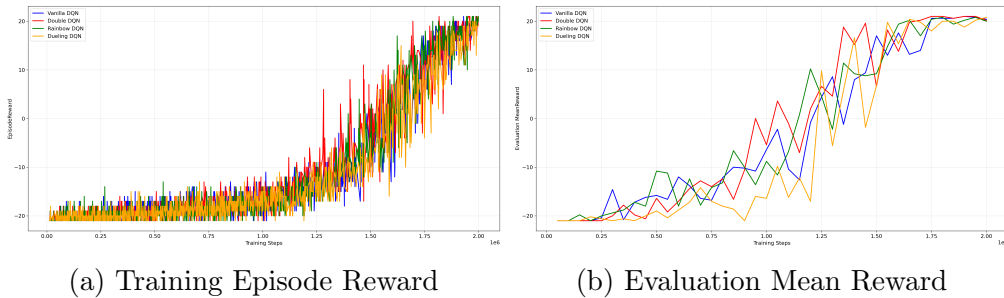 Vanilla DQN
Double DQN
Rainbow DQN
Dueling DQN
20
10
0
−10
−20
EpisodeReward
0.00 0.25 0.50 0.75 1.00 1.25 1.50 1.75 2.00
Training Steps
1e6
(a) Training Episode Reward
Vanilla DQN
Double DQN
Rainbow DQN
Dueling DQN
20
10
0
−10
−20
Evaluation MeanReward
0.00 0.25 0.50 0.75 1.00 1.25 1.50 1.75 2.00
Training Steps
1e6
(b) Evaluation Mean Reward